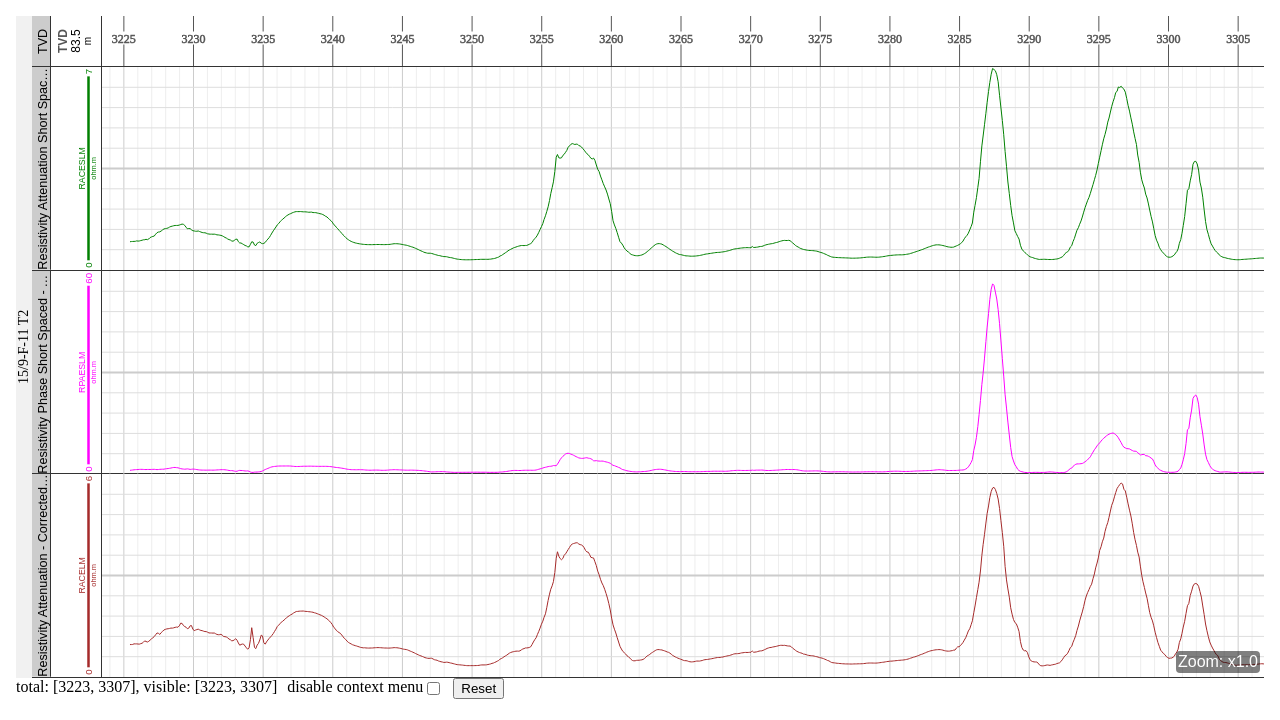 15/9-F-11 T2
TVD
TVD
83.5
m
3225 3230 3235 3240 3245 3250 3255 3260 3265 3270 3275 3280 3285 3290 3295 3300 3305
Resistivity Attenuation Short Spac...
0 RACESLM 7
ohm.m
Resistivity Phase Short Spaced - ...
0 RPAESLM 60
ohm.m
Resistivity Attenuation - Corrected...
0 RACELM 6
ohm.m
Zoom: x1.0
total: [3223, 3307], visible: [3223, 3307] disable context menu Reset